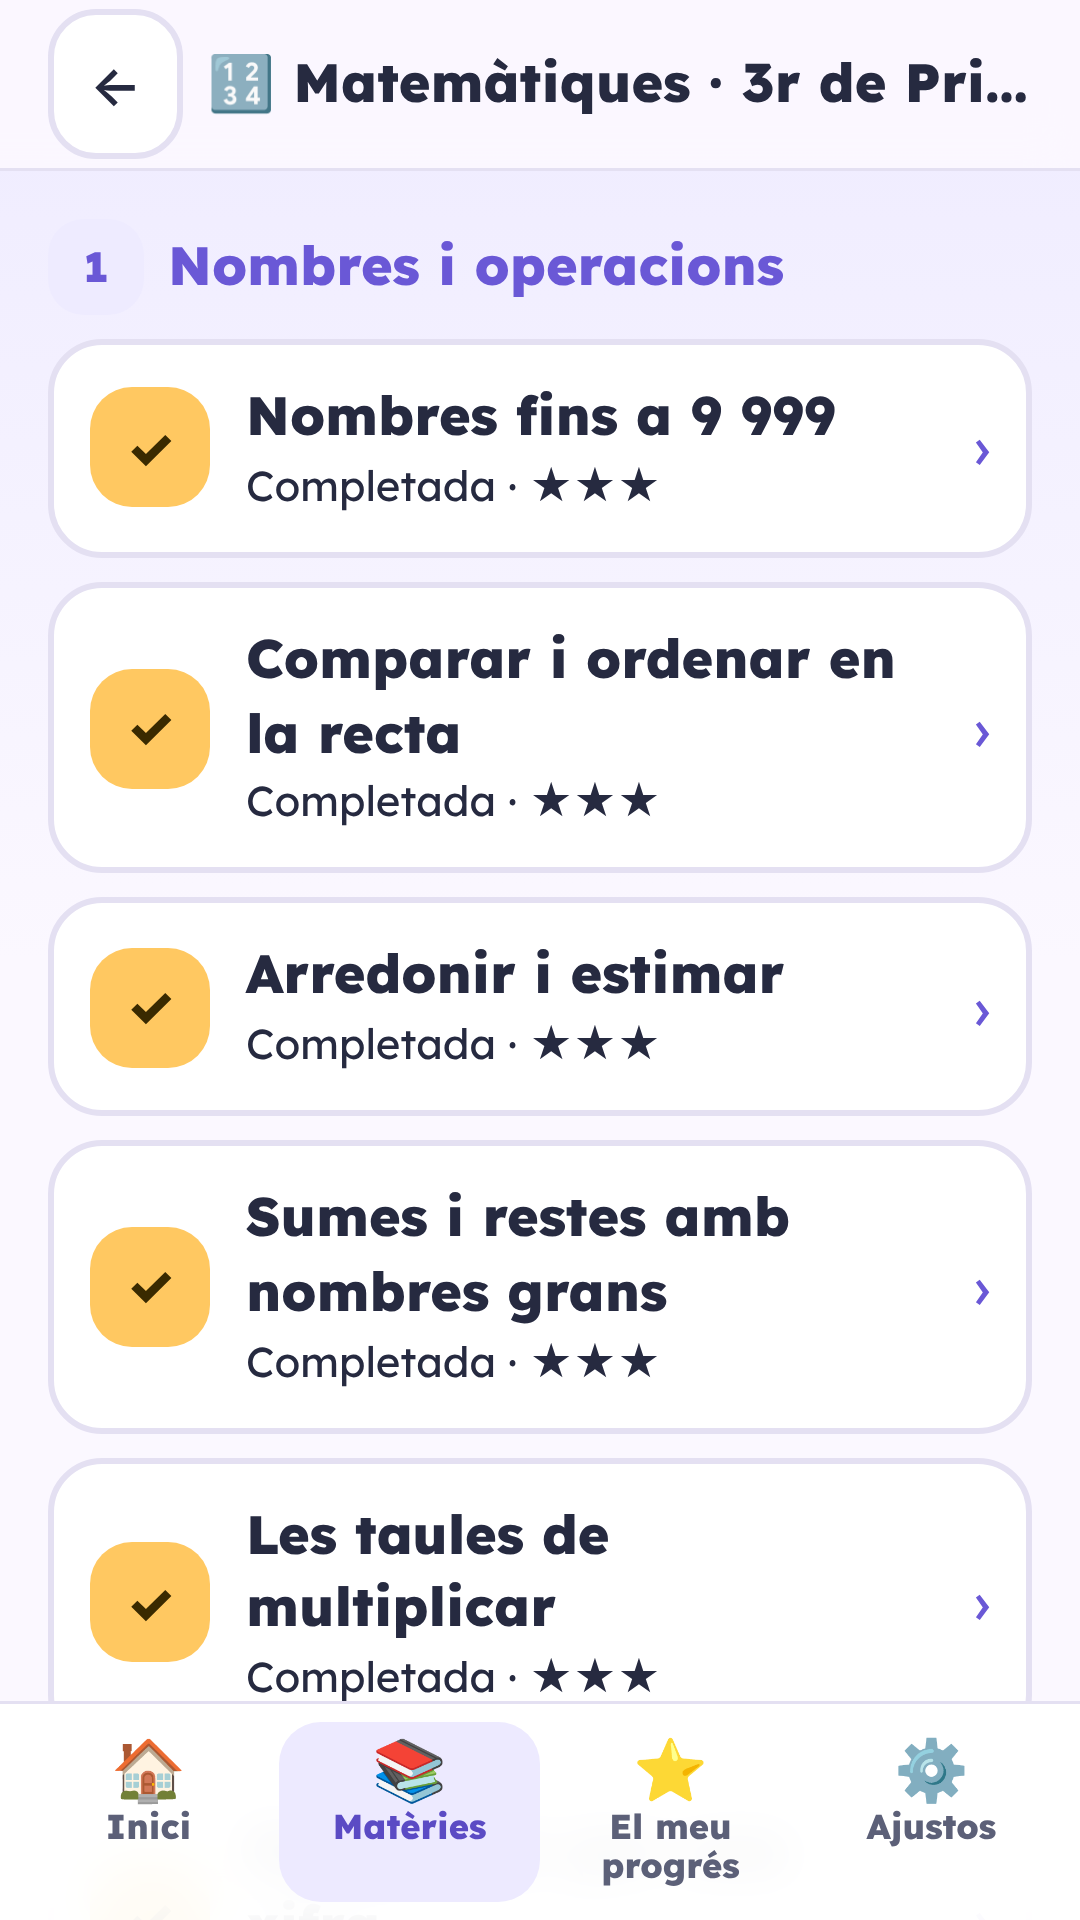 🔢 Matemàtiques · 3r de Pri...
1 Nombres i operacions
Nombres fins a 9 999
Completada · ★★★
Comparar i ordenar en
la recta
Completada · ★★★
Arredonir i estimar
Completada · ★★★
Sumes i restes amb
nombres grans
Completada · ★★★
Les taules de
multiplicar
Completada · ★★★
Inici
Matèries
El meu
progrés
Ajustos